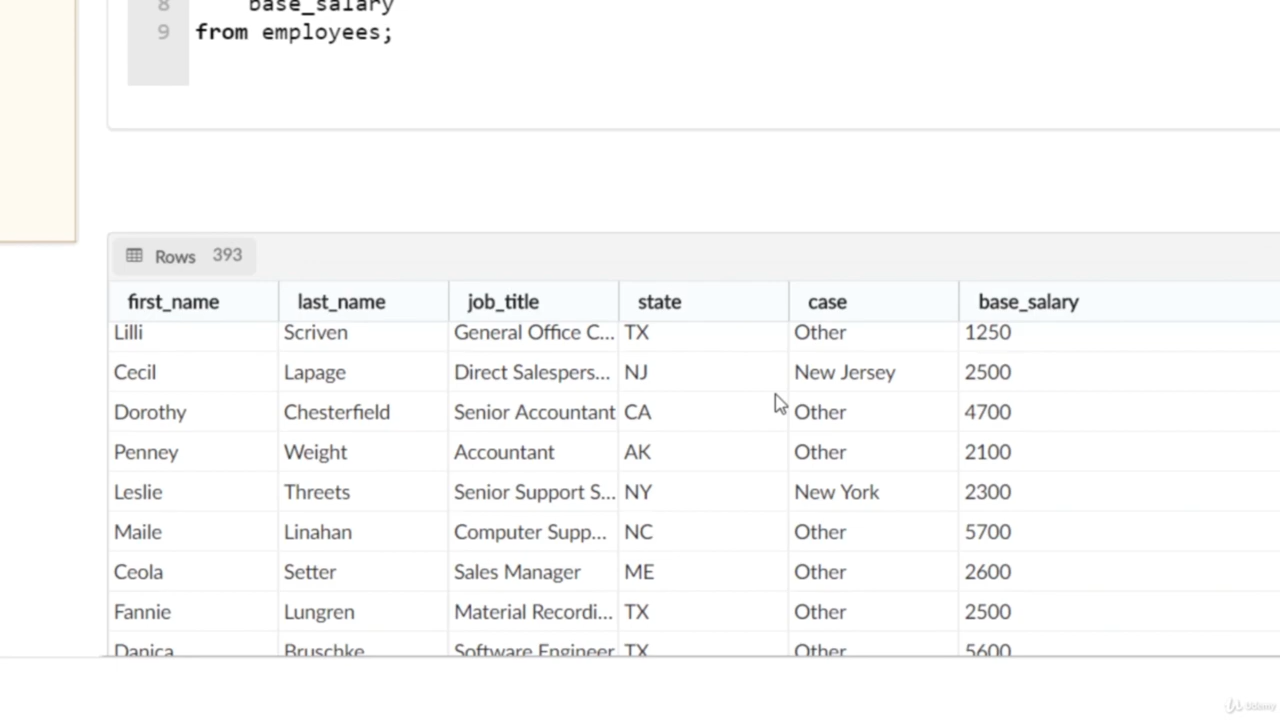 8 base_salary
9 from employees;
Rows 393
first_name last_name job_title state case base_salary
Lilli Scriven General Office C... TX Other 1250
Cecil Lapage Direct Salespers... NJ New Jersey 2500
Dorothy Chesterfield Senior Accountant CA Other 4700
Penney Weight Accountant AK Other 2100
Leslie Threets Senior Support S... NY New York 2300
Maile Linahan Computer Supp... NC Other 5700
Ceola Setter Sales Manager ME Other 2600
Fannie Lungren Material Recordi... TX Other 2500
Danica Bruschke Software Engineer TX Other 5600
Udemy